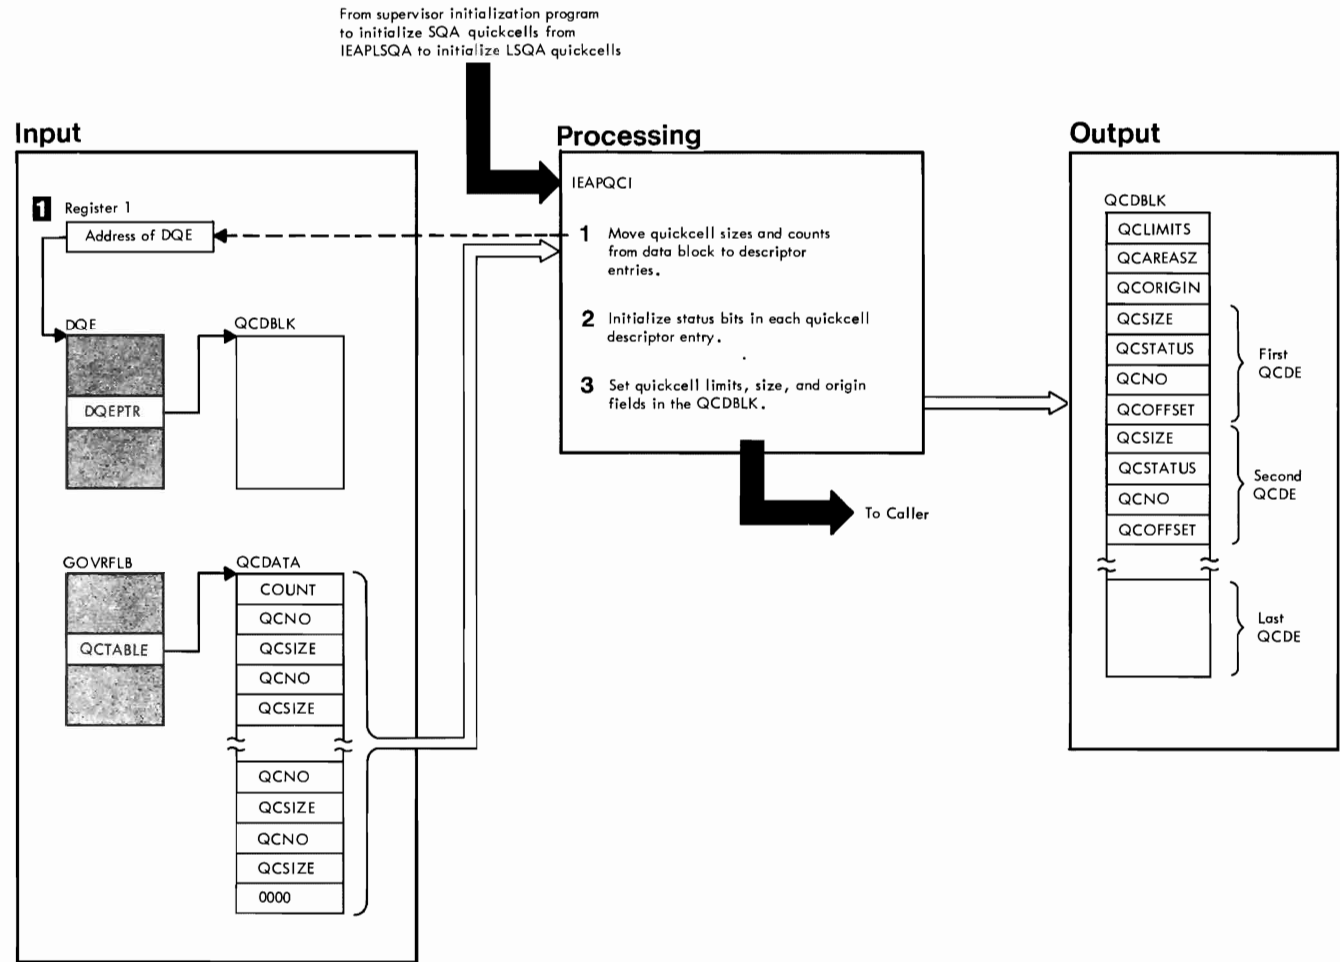 From supervisor initialization program
to initialize SQA quickcells from
IEAPLSQA to initialize LSQA quickcells
Input
1 Register 1
Address of DQE
DQE
QCDBLK
DQEPTR
GOVRFLB
QCDATA
COUNT
QCNO
QCSIZE
QCTABLE
QCNO
QCSIZE
QCNO
QCSIZE
QCNO
QCSIZE
0000
Processing
IEAPQCI
1 Move quickcell sizes and counts
from data block to descriptor
entries.
2 Initialize status bits in each quickcell
descriptor entry.
3 Set quickcell limits, size, and origin
fields in the QCDBLK.
To Caller
Output
QCDBLK
QCLIMITS
QCAREASZ
QCORIGIN
QCSIZE
QCSTATUS
QCNO
QCOFFSET
First
QCDE
QCSIZE
QCSTATUS
QCNO
QCOFFSET
Second
QCDE
Last
QCDE